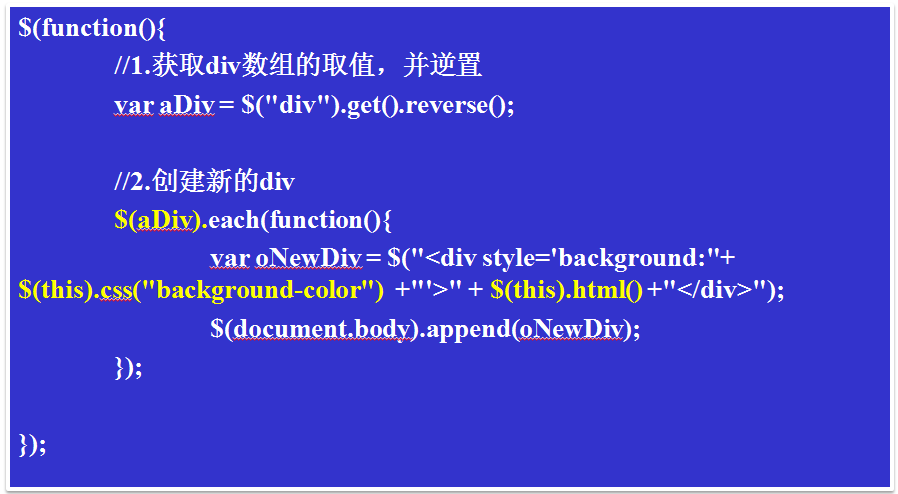 $(function(){
//1.获取div数组的取值，并逆置
var aDiv = $("div").get().reverse();
//2.创建新的div
$(aDiv).each(function(){
var oNewDiv = $("<div style='background:"+
$(this).css("background-color") +"'>" + $(this).html() +"</div>");
$(document.body).append(oNewDiv);
});
});